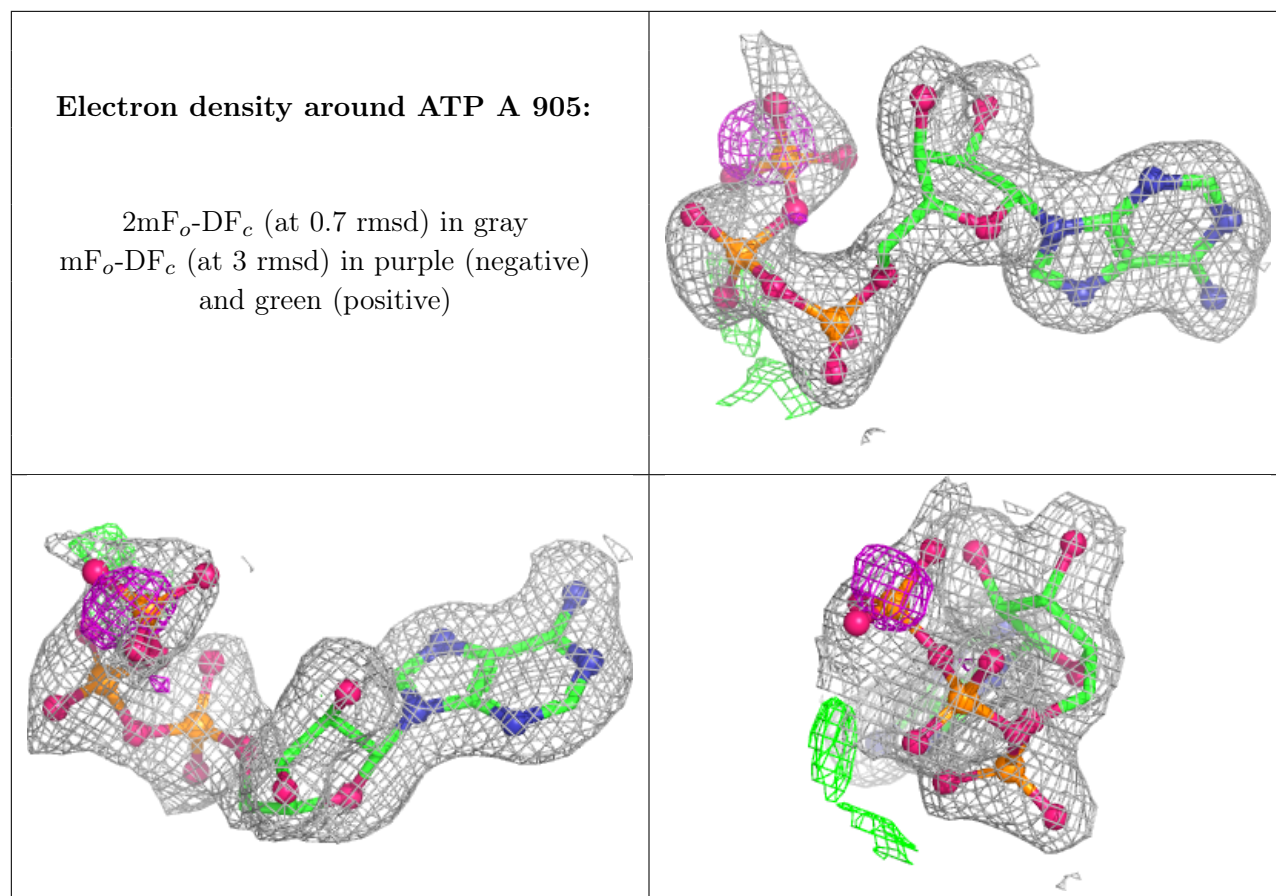 Electron density around ATP A 905:
2mFₒ-DF𝒸 (at 0.7 rmsd) in gray
mFₒ-DF𝒸 (at 3 rmsd) in purple (negative)
and green (positive)